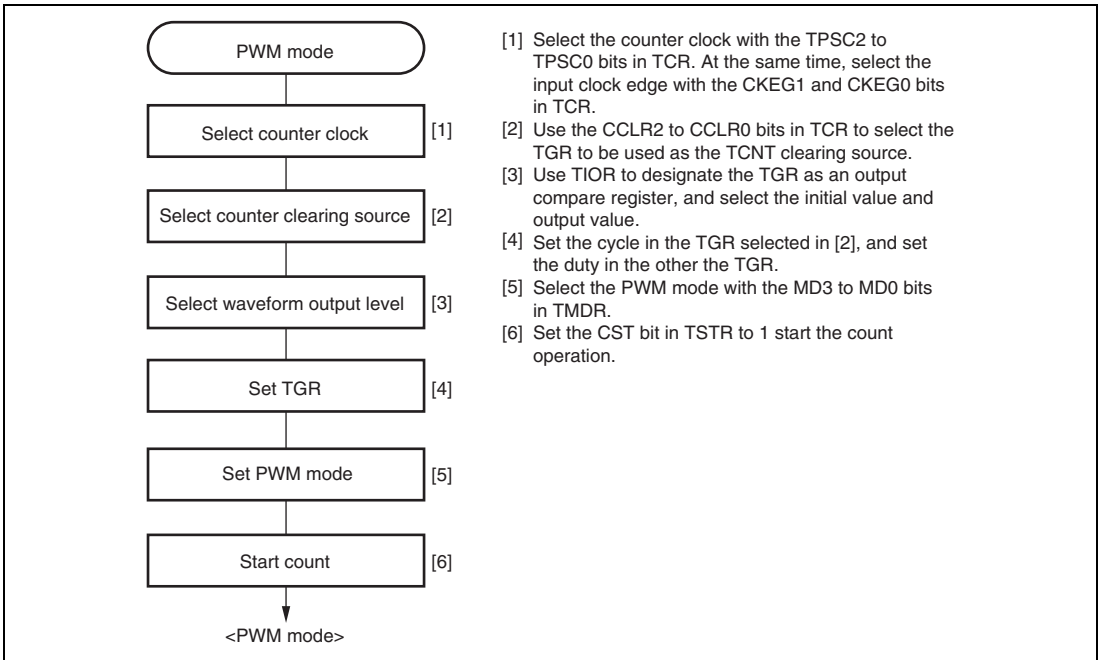 PWM mode
Select counter clock [1]
Select counter clearing source [2]
Select waveform output level [3]
Set TGR [4]
Set PWM mode [5]
Start count [6]
<PWM mode>
[1] Select the counter clock with the TPSC2 to
TPSC0 bits in TCR. At the same time, select the
input clock edge with the CKEG1 and CKEG0 bits
in TCR.
[2] Use the CCLR2 to CCLR0 bits in TCR to select the
TGR to be used as the TCNT clearing source.
[3] Use TIOR to designate the TGR as an output
compare register, and select the initial value and
output value.
[4] Set the cycle in the TGR selected in [2], and set
the duty in the other the TGR.
[5] Select the PWM mode with the MD3 to MD0 bits
in TMDR.
[6] Set the CST bit in TSTR to 1 start the count
operation.